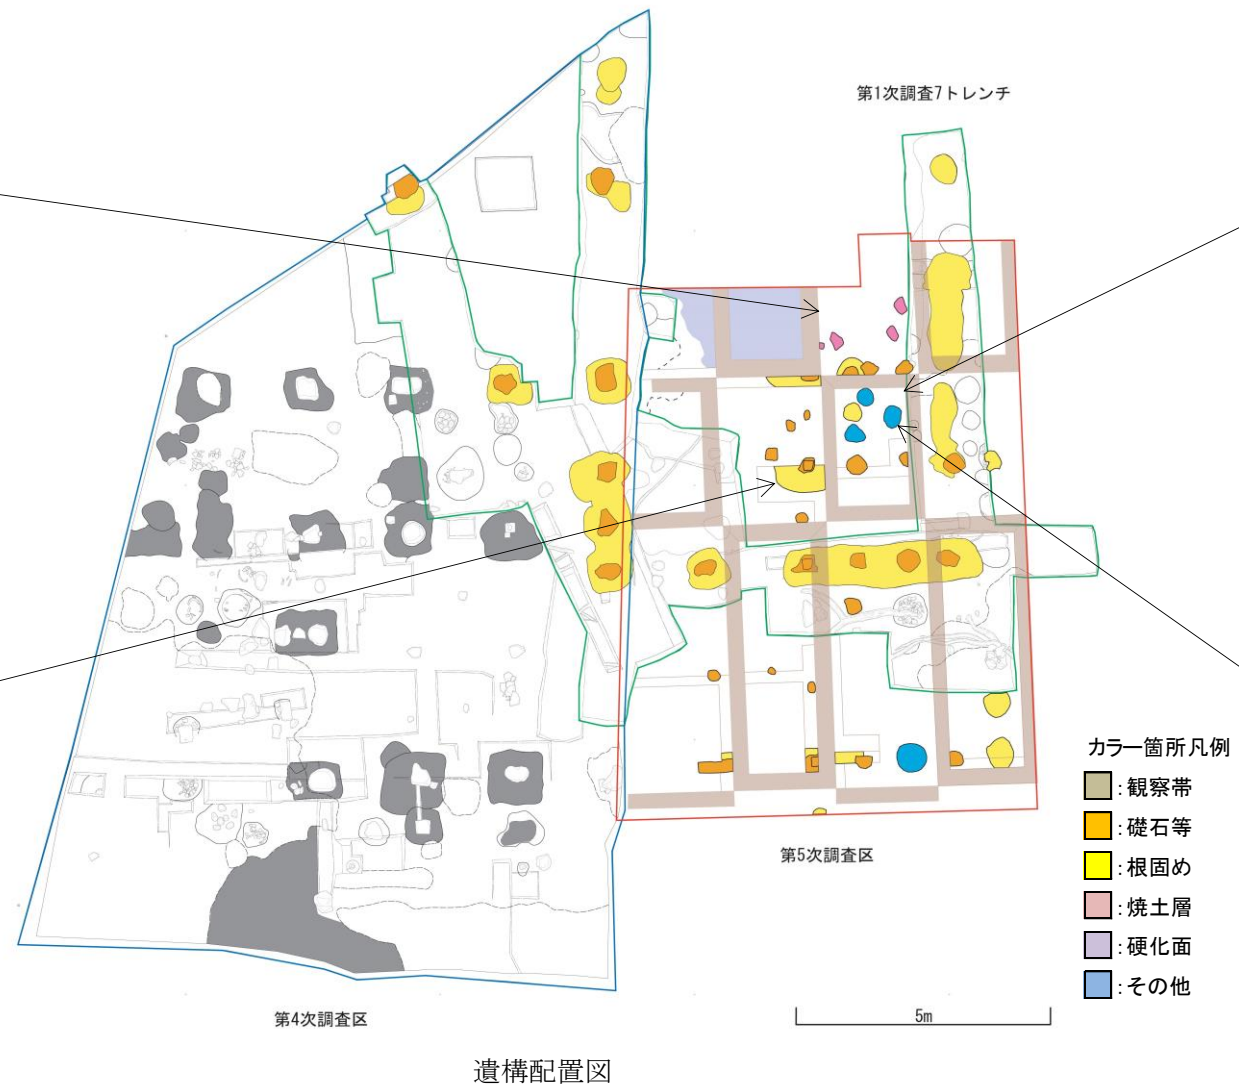 第1次調査7トレンチ
カラー箇所凡例
:観察帯
:礎石等
:根固め
:焼土層
:硬化面
:その他
第5次調査区
第4次調査区
5m
遺構配置図